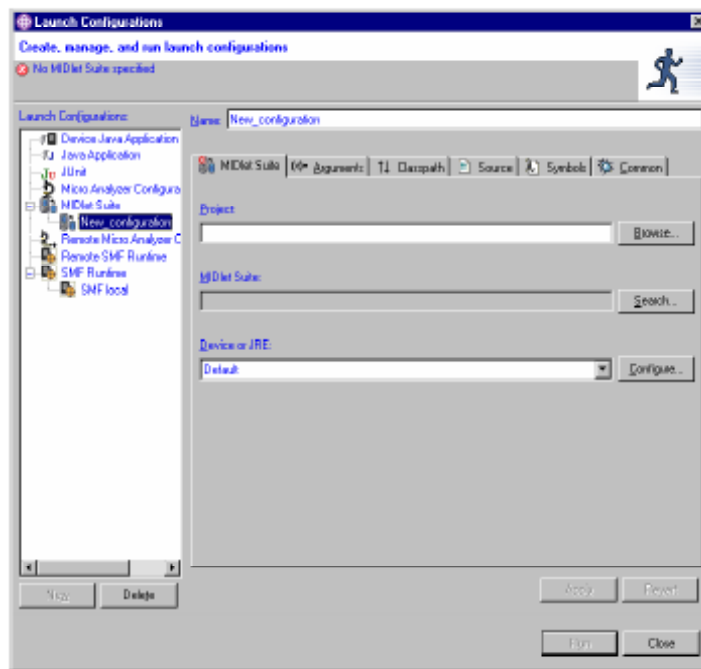 Launch Configurations
Create, manage, and run launch configurations
No MIDlet Suite specified
Launch Configurations:
Device Java Application
Java Application
JUnit
Micro Analyzer Configura
MIDlet Suite
New_configuration
Remote Micro Analyzer C
Remote SMF Runtime
SMF Runtime
SMF local
New
Delete
Name: New_configuration
MIDlet Suite
Arguments
Classpath
Source
Symbols
Common
Project:
Browse...
MIDlet Suite:
Search...
Device or JRE:
Default
Configure...
Apply
Revert
Run
Close